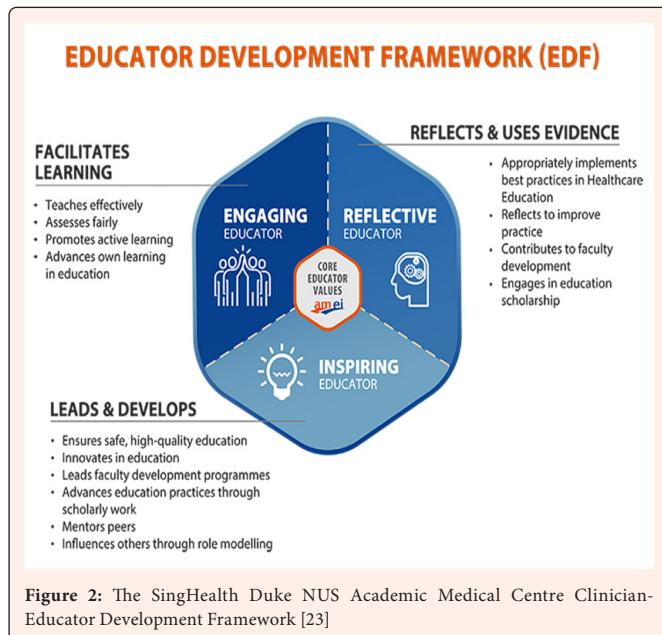 EDUCATOR DEVELOPMENT FRAMEWORK (EDF)
FACILITATES
LEARNING
• Teaches effectively
• Assesses fairly
• Promotes active learning
• Advances own learning
in education
REFLECTS & USES EVIDENCE
• Appropriately implements
best practices in Healthcare
Education
• Reflects to improve
practice
• Contributes to faculty
development
• Engages in education
scholarship
ENGAGING
EDUCATOR
REFLECTIVE
EDUCATOR
CORE
EDUCATOR
VALUES
amei
INSPIRING
EDUCATOR
LEADS & DEVELOPS
• Ensures safe, high-quality education
• Innovates in education
• Leads faculty development programmes
• Advances education practices through
scholarly work
• Mentors peers
• Influences others through role modelling
Figure 2: The SingHealth Duke NUS Academic Medical Centre Clinician-
Educator Development Framework [23]